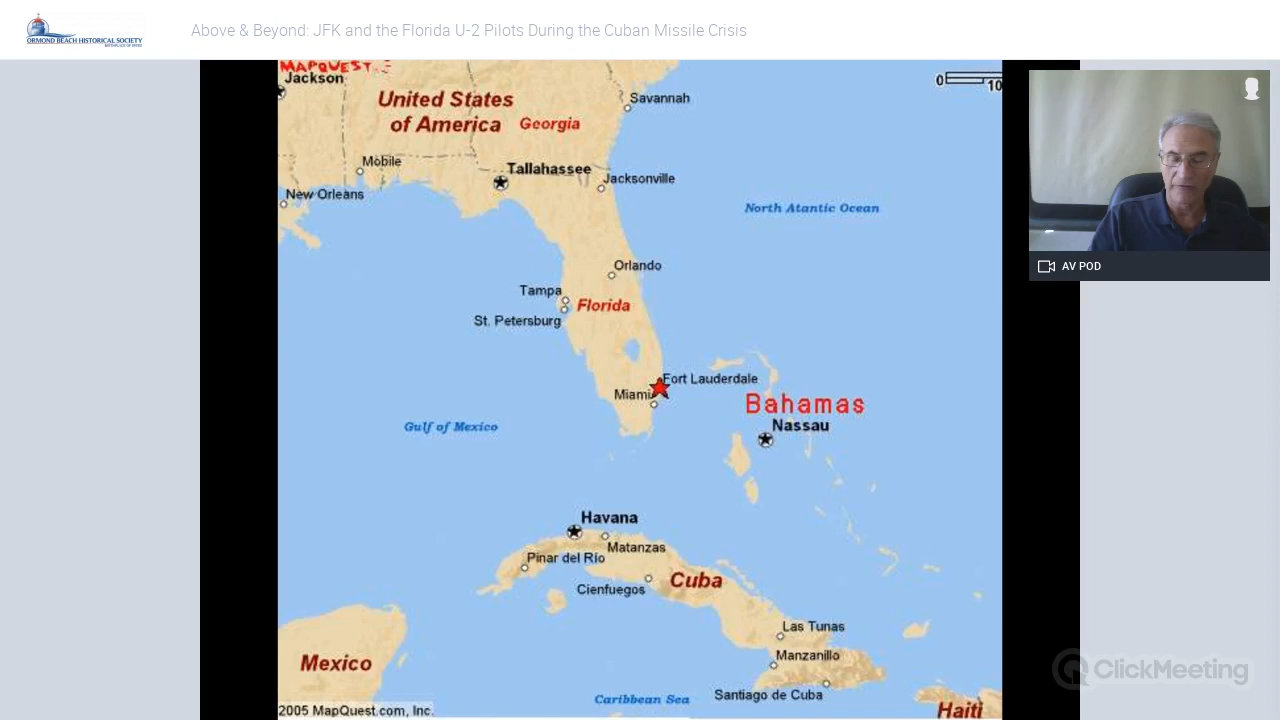 Above & Beyond: JFK and the Florida U-2 Pilots During the Cuban Missile Crisis
ORMOND BEACH HISTORICAL SOCIETY
MAPQUEST
0
10
Jackson
United States
of America
Georgia
Savannah
Mobile
Tallahassee
Jacksonville
New Orleans
North Atantic Ocean
Orlando
Tampa
Florida
St. Petersburg
Fort Lauderdale
Miami
Bahamas
Nassau
Gulf of Mexico
Havana
Matanzas
Pinar del Río
Cuba
Cienfuegos
Las Tunas
Manzanillo
Mexico
Santiago de Cuba
Caribbean Sea
Haiti
2005 MapQuest.com, Inc.
AV POD
ClickMeeting